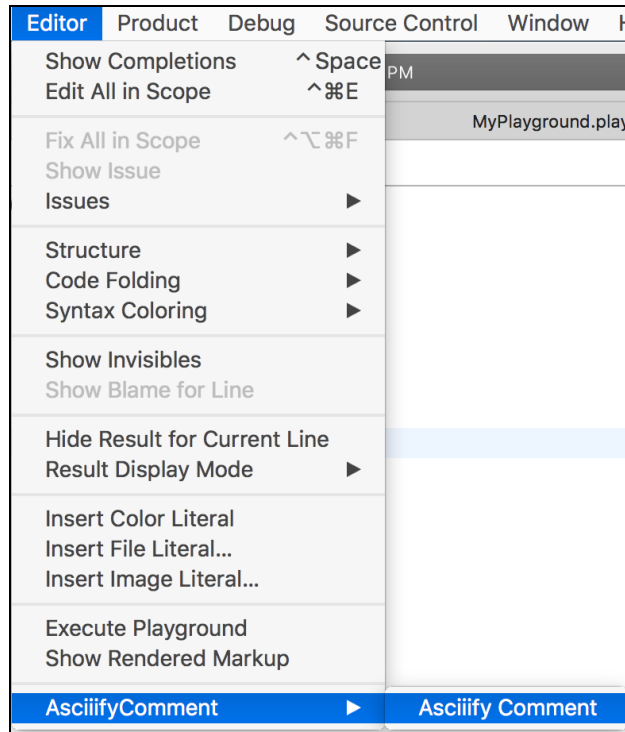 Editor Product Debug Source Control Window
Show Completions ^ Space
PM
Edit All in Scope ^⌘E
MyPlayground.play
Fix All in Scope ^⌥⌘F
Show Issue
Issues ▶
Structure ▶
Code Folding ▶
Syntax Coloring ▶
Show Invisibles
Show Blame for Line
Hide Result for Current Line
Result Display Mode ▶
Insert Color Literal
Insert File Literal...
Insert Image Literal...
Execute Playground
Show Rendered Markup
AsciiifyComment ▶ Asciiify Comment